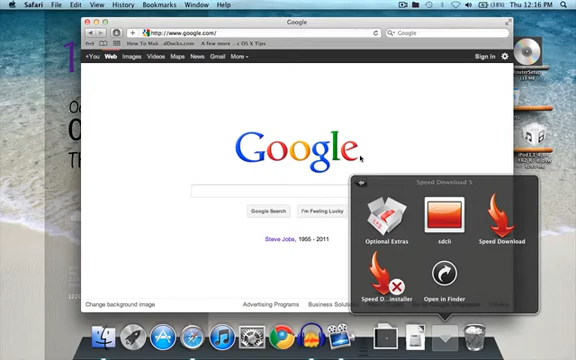 Safari File Edit View History Bookmarks Window Help
Thu 12:16 PM
Google
http://www.google.com/
Google
How To Mak...dDocks.com A few more... c OS X Tips
+You Web Images Videos Maps News Gmail More
Sign in
Google
Google Search
I'm Feeling Lucky
Steve Jobs, 1955 - 2011
Change background image
Advertising Programs
Business Solutions
Speed Download 5
Optional Extras
sdcli
Speed Download
Speed D...installer
Open in Finder